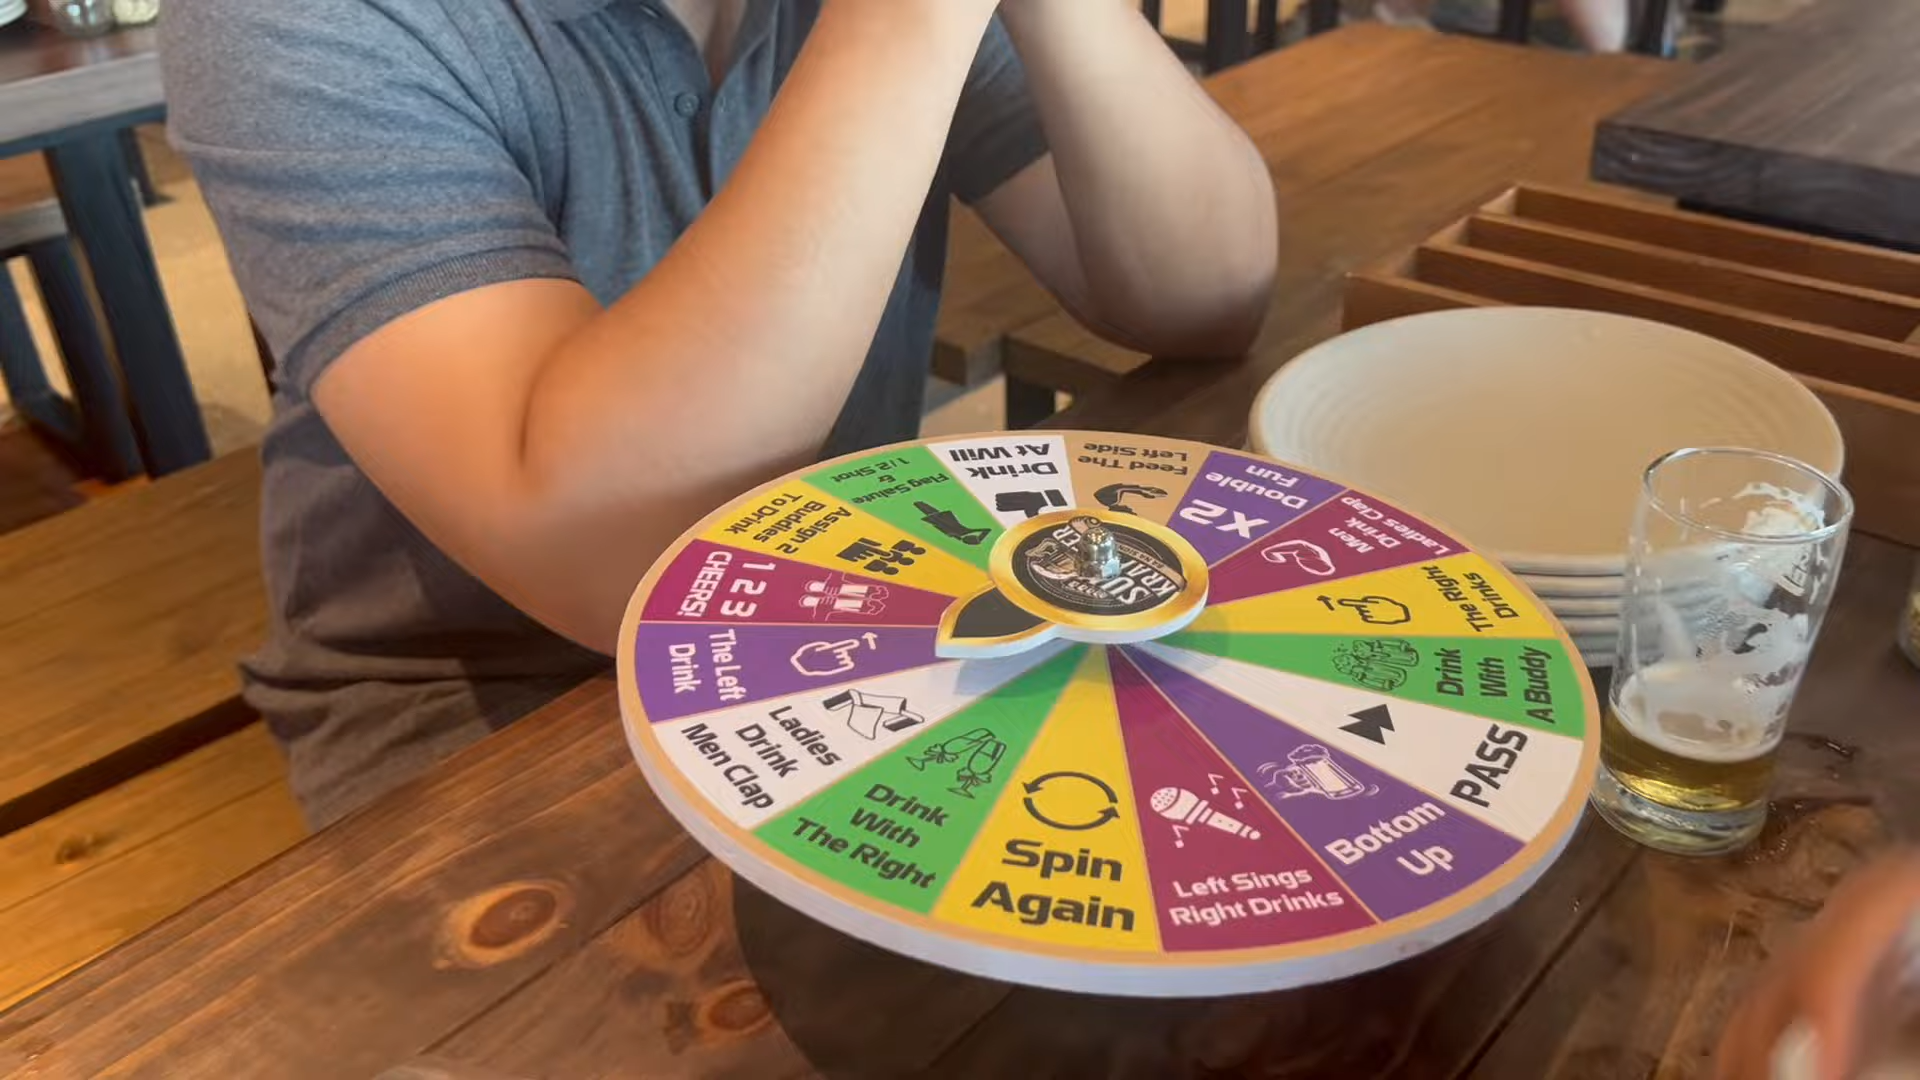 Spin
Again
Left Sings
Right Drinks
Bottom
Up
PASS
Drink
With
A Buddy
The Right
Drinks
Men
Drink
Ladies Clap
X2
Double
Fun
Feed The
Left Side
Drink
At Will
Flag Salute
&
1/2 Shot
Assign 2
Buddies
To Drink
1 2 3
CHEERS!
The Left
Drink
Ladies
Drink
Men Clap
Drink
With
The Right